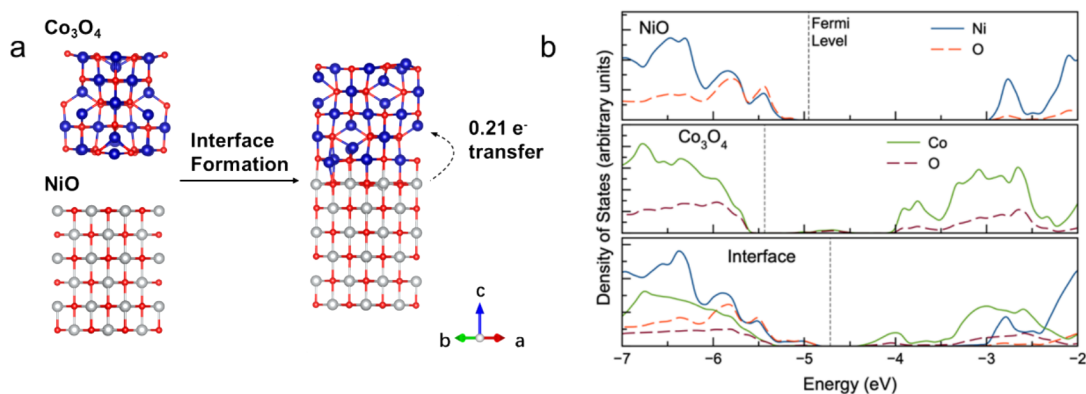 a
Co₃O₄
NiO
Interface
Formation
0.21 e⁻
transfer
c
b
a
b
Density of States (arbitrary units)
NiO
Fermi
Level
Ni
O
Co₃O₄
Co
O
Interface
−7 −6 −5 −4 −3 −2
Energy (eV)